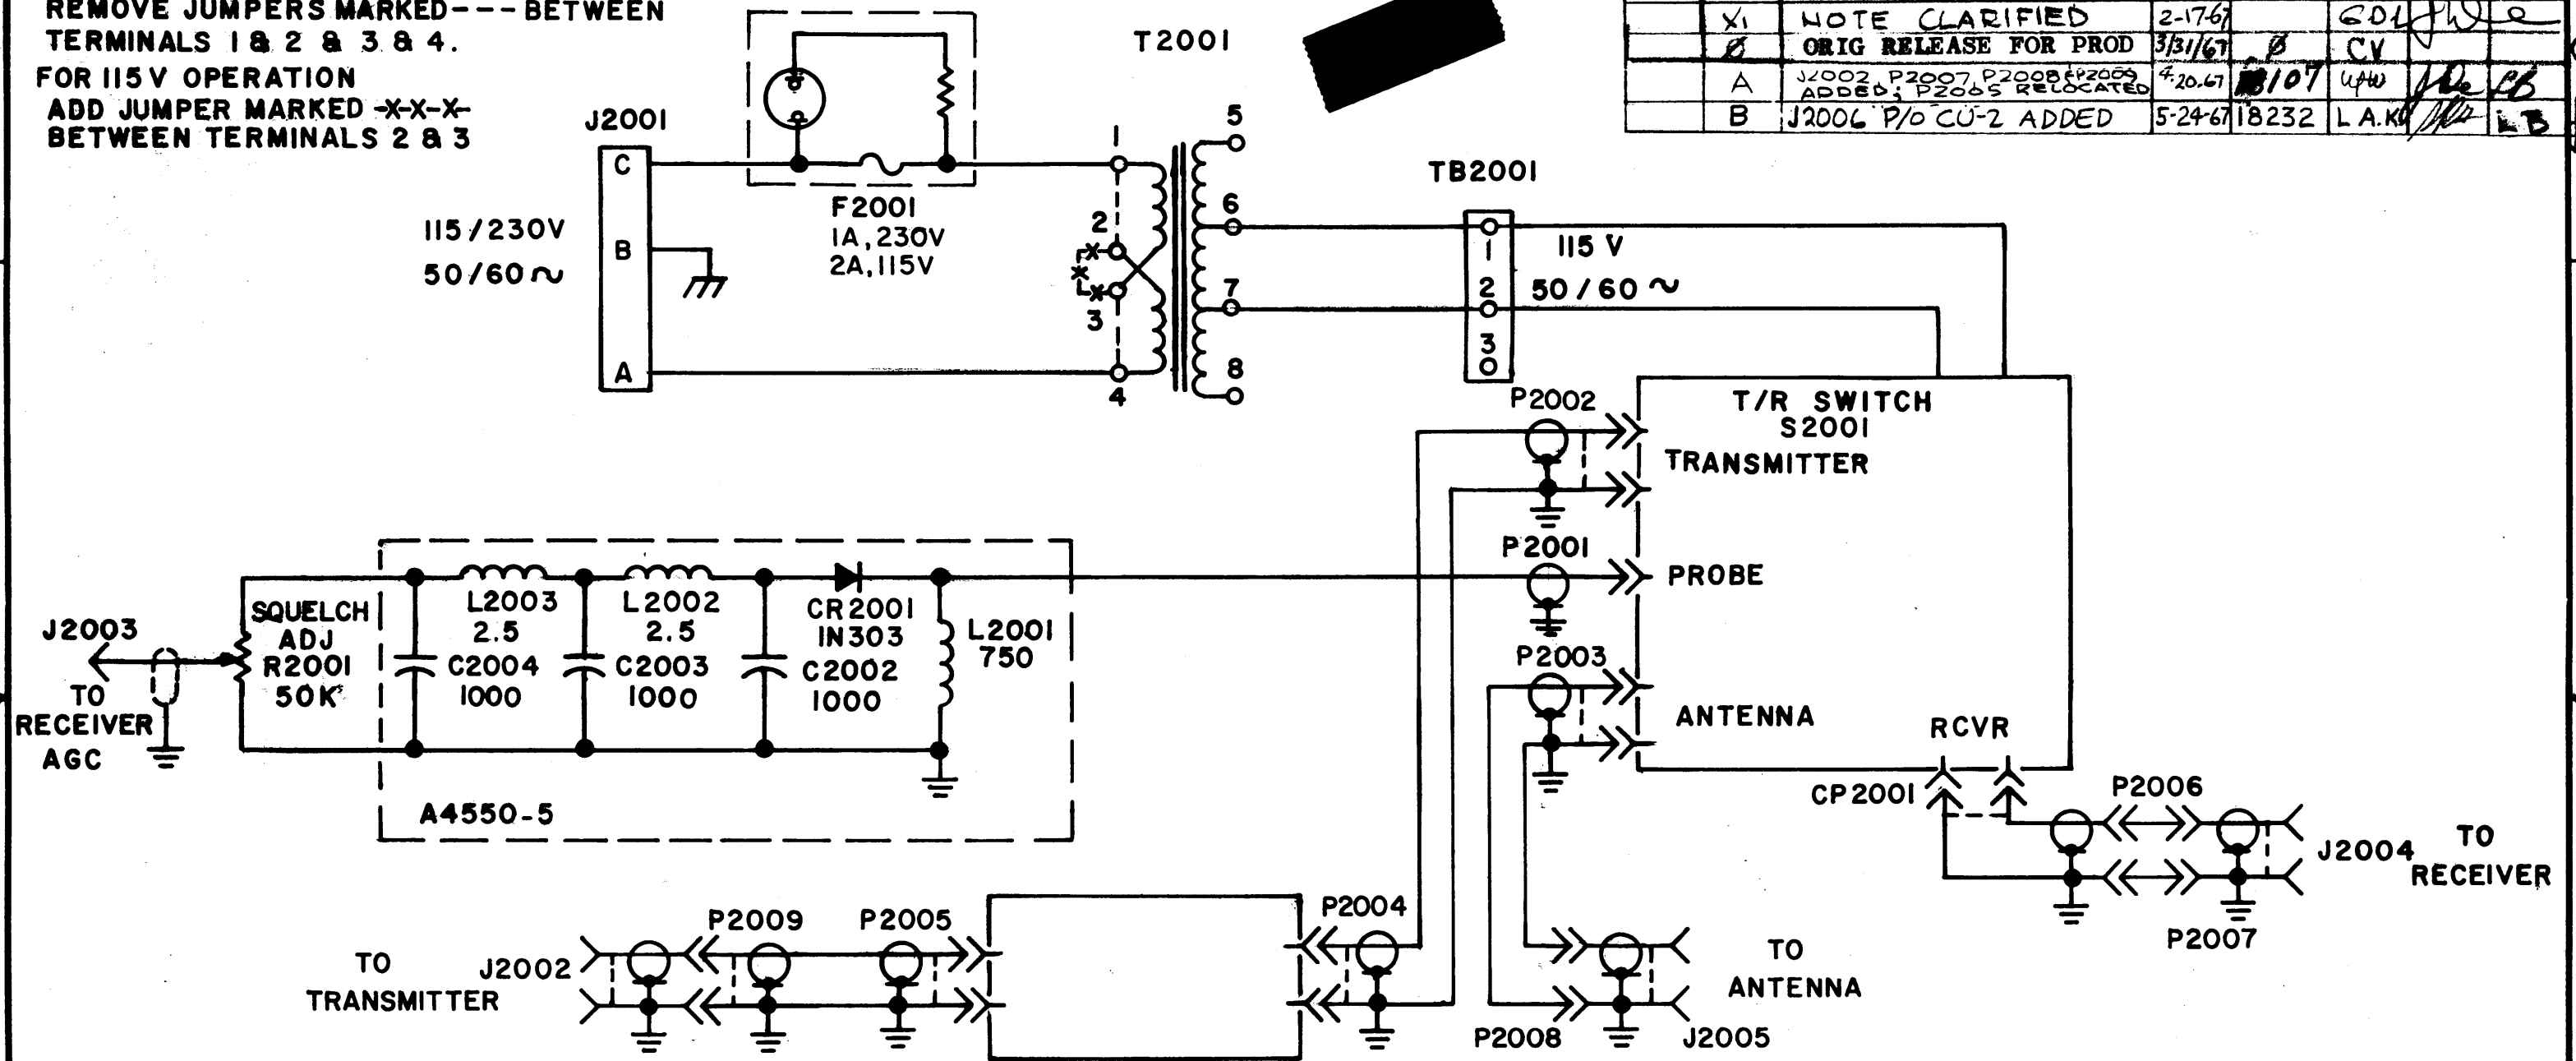 REMOVE JUMPERS MARKED--- BETWEEN
TERMINALS 1 & 2 & 3 & 4.
FOR 115V OPERATION
ADD JUMPER MARKED -X-X-X-
BETWEEN TERMINALS 2 & 3
X1 NOTE CLARIFIED 2-17-67 GDL
Ø ORIG RELEASE FOR PROD 3/31/67 Ø CV
A J2002, P2007, P2008 & P2009 4.20.67
ADDED; P2005 RELOCATED
B J2006 P/O CU-2 ADDED 5-24-67 18232 L.A.K. LB
J2001
C
B
A
115/230V
50/60~
F2001
1A, 230V
2A, 115V
T2001
1
2
3
4
5
6
7
8
TB2001
1
2
3
115 V
50/60 ~
T/R SWITCH
S2001
TRANSMITTER
PROBE
ANTENNA
RCVR
P2002
P2001
P2003
CP2001
P2006
P2007
J2004
TO
RECEIVER
J2003
TO
RECEIVER
AGC
SQUELCH
ADJ
R2001
50K
L2003
2.5
C2004
1000
L2002
2.5
C2003
1000
CR2001
1N303
C2002
1000
L2001
750
A4550-5
TO
TRANSMITTER
J2002
P2009
P2005
P2004
P2008
J2005
TO
ANTENNA